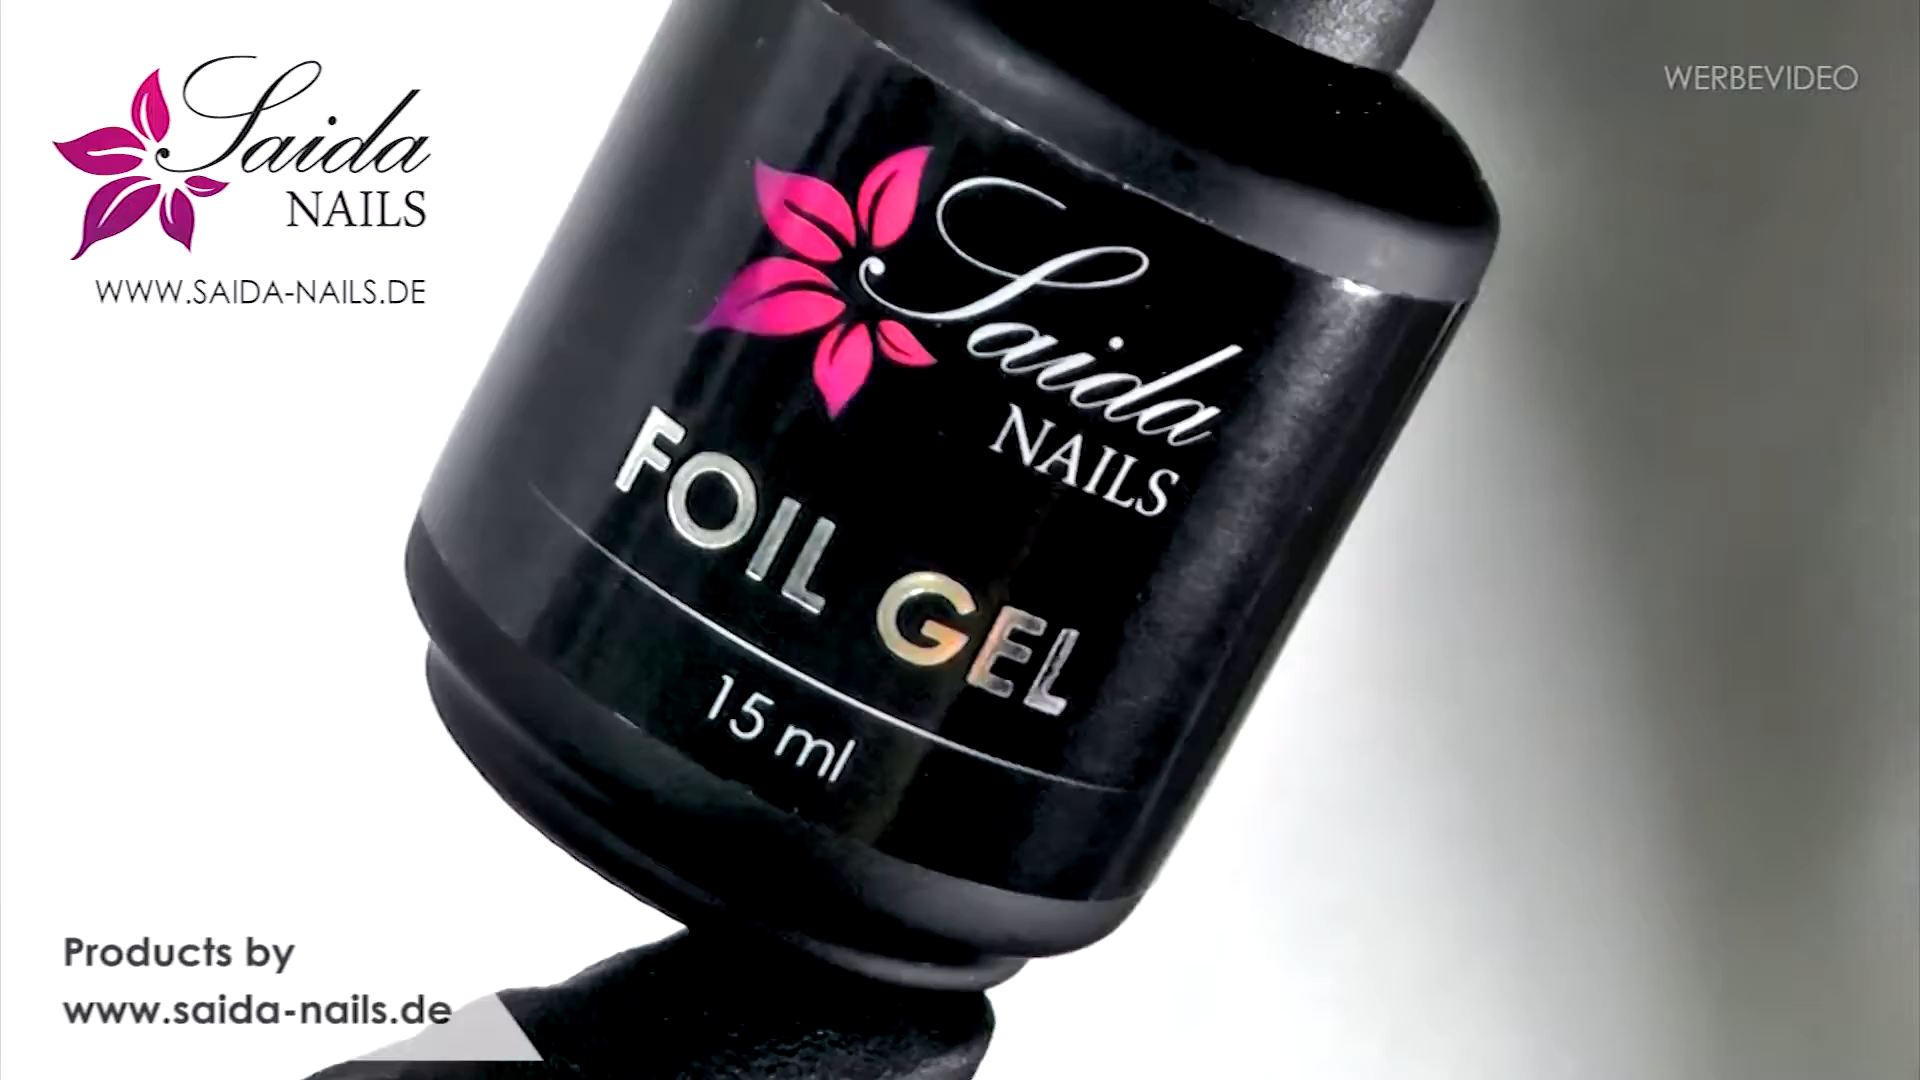 Saida
NAILS
WWW.SAIDA-NAILS.DE
WERBEVIDEO
Saida
NAILS
FOIL GEL
15 ml
Products by
www.saida-nails.de